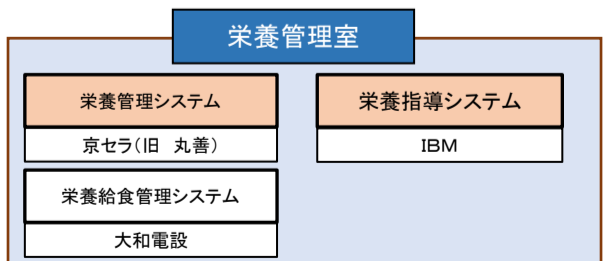 栄養管理室
栄養管理システム
京セラ(旧　丸善)
栄養給食管理システム
大和電設
栄養指導システム
IBM